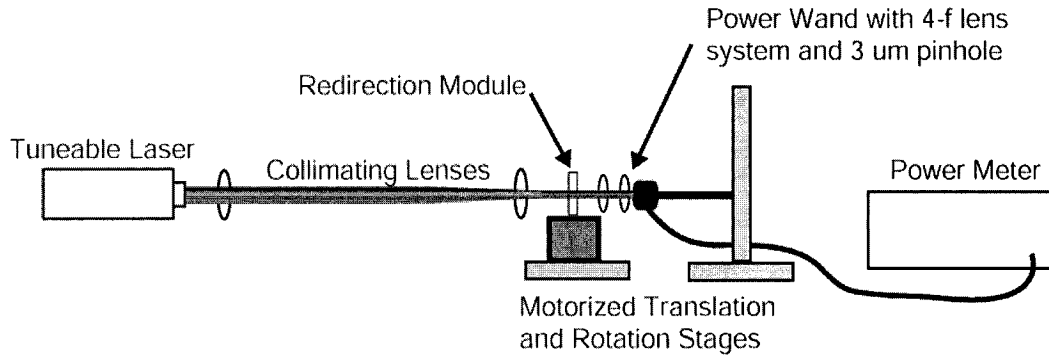 Power Wand with 4-f lens
system and 3 um pinhole
Redirection Module
Tuneable Laser
Collimating Lenses
Power Meter
Motorized Translation
and Rotation Stages